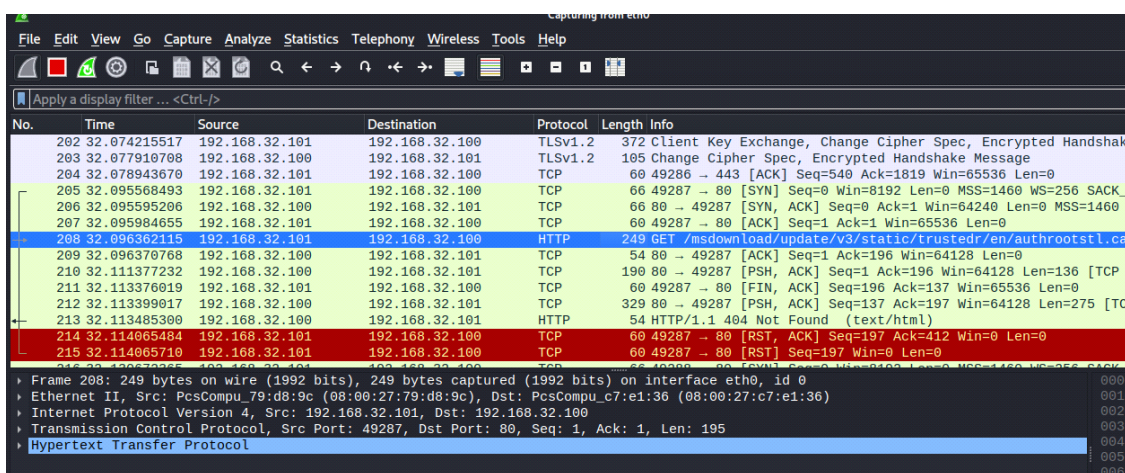 Capturing from eth0
File Edit View Go Capture Analyze Statistics Telephony Wireless Tools Help
Apply a display filter … <Ctrl-/>
No. Time Source Destination Protocol Length Info
202 32.074215517 192.168.32.101 192.168.32.100 TLSv1.2 372 Client Key Exchange, Change Cipher Spec, Encrypted Handshak
203 32.077910708 192.168.32.100 192.168.32.101 TLSv1.2 105 Change Cipher Spec, Encrypted Handshake Message
204 32.078943670 192.168.32.101 192.168.32.100 TCP 60 49286 → 443 [ACK] Seq=540 Ack=1819 Win=65536 Len=0
205 32.095568493 192.168.32.101 192.168.32.100 TCP 66 49287 → 80 [SYN] Seq=0 Win=8192 Len=0 MSS=1460 WS=256 SACK_
206 32.095595206 192.168.32.100 192.168.32.101 TCP 66 80 → 49287 [SYN, ACK] Seq=0 Ack=1 Win=64240 Len=0 MSS=1460
207 32.095984655 192.168.32.101 192.168.32.100 TCP 60 49287 → 80 [ACK] Seq=1 Ack=1 Win=65536 Len=0
208 32.096362115 192.168.32.101 192.168.32.100 HTTP 249 GET /msdownload/update/v3/static/trustedr/en/authrootstl.ca
209 32.096370768 192.168.32.100 192.168.32.101 TCP 54 80 → 49287 [ACK] Seq=1 Ack=196 Win=64128 Len=0
210 32.111377232 192.168.32.100 192.168.32.101 TCP 190 80 → 49287 [PSH, ACK] Seq=1 Ack=196 Win=64128 Len=136 [TCP
211 32.113376019 192.168.32.101 192.168.32.100 TCP 60 49287 → 80 [FIN, ACK] Seq=196 Ack=137 Win=65536 Len=0
212 32.113399017 192.168.32.100 192.168.32.101 TCP 329 80 → 49287 [PSH, ACK] Seq=137 Ack=197 Win=64128 Len=275 [TC
213 32.113485300 192.168.32.100 192.168.32.101 HTTP 54 HTTP/1.1 404 Not Found (text/html)
214 32.114065484 192.168.32.101 192.168.32.100 TCP 60 49287 → 80 [RST, ACK] Seq=197 Ack=412 Win=0 Len=0
215 32.114065710 192.168.32.101 192.168.32.100 TCP 60 49287 → 80 [RST] Seq=197 Win=0 Len=0
Frame 208: 249 bytes on wire (1992 bits), 249 bytes captured (1992 bits) on interface eth0, id 0
Ethernet II, Src: PcsCompu_79:d8:9c (08:00:27:79:d8:9c), Dst: PcsCompu_c7:e1:36 (08:00:27:c7:e1:36)
Internet Protocol Version 4, Src: 192.168.32.101, Dst: 192.168.32.100
Transmission Control Protocol, Src Port: 49287, Dst Port: 80, Seq: 1, Ack: 1, Len: 195
Hypertext Transfer Protocol
000
001
002
003
004
005